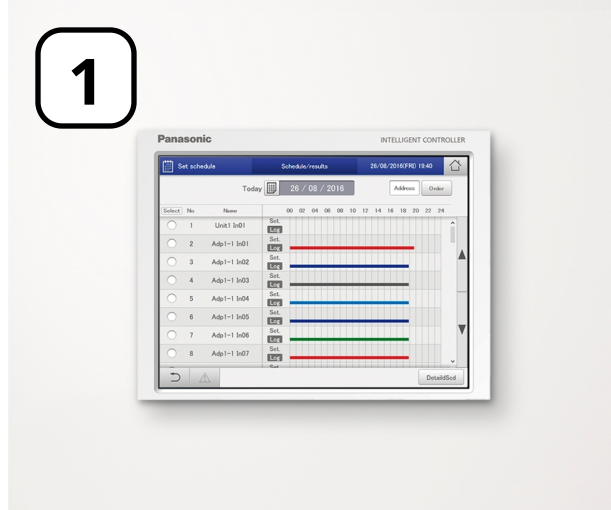 1
Panasonic INTELLIGENT CONTROLLER
Set schedule Schedule/results 26/08/2016(FRI) 19:40
Today 26 / 08 / 2016 Address Order
Select No Name 00 02 04 06 08 10 12 14 16 18 20 22 24
1 Unit1 In01 Set. Log
2 Adp1-1 In01 Set. Log
3 Adp1-1 In02 Set. Log
4 Adp1-1 In03 Set. Log
5 Adp1-1 In04 Set. Log
6 Adp1-1 In05 Set. Log
7 Adp1-1 In06 Set. Log
8 Adp1-1 In07 Set. Log
DetaildScd